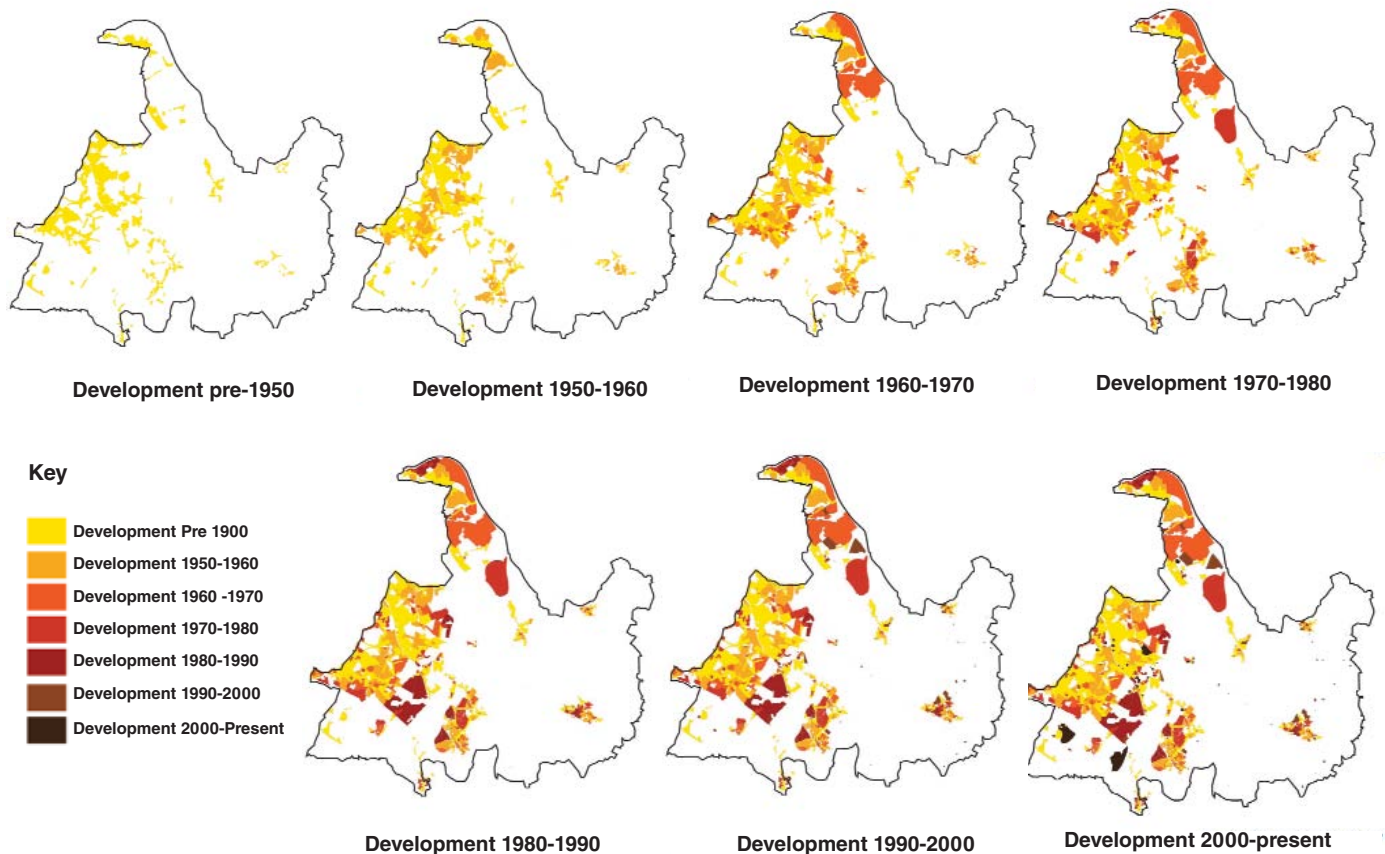 Development pre-1950
Development 1950-1960
Development 1960-1970
Development 1970-1980
Key
Development Pre 1900
Development 1950-1960
Development 1960 -1970
Development 1970-1980
Development 1980-1990
Development 1990-2000
Development 2000-Present
Development 1980-1990
Development 1990-2000
Development 2000-present